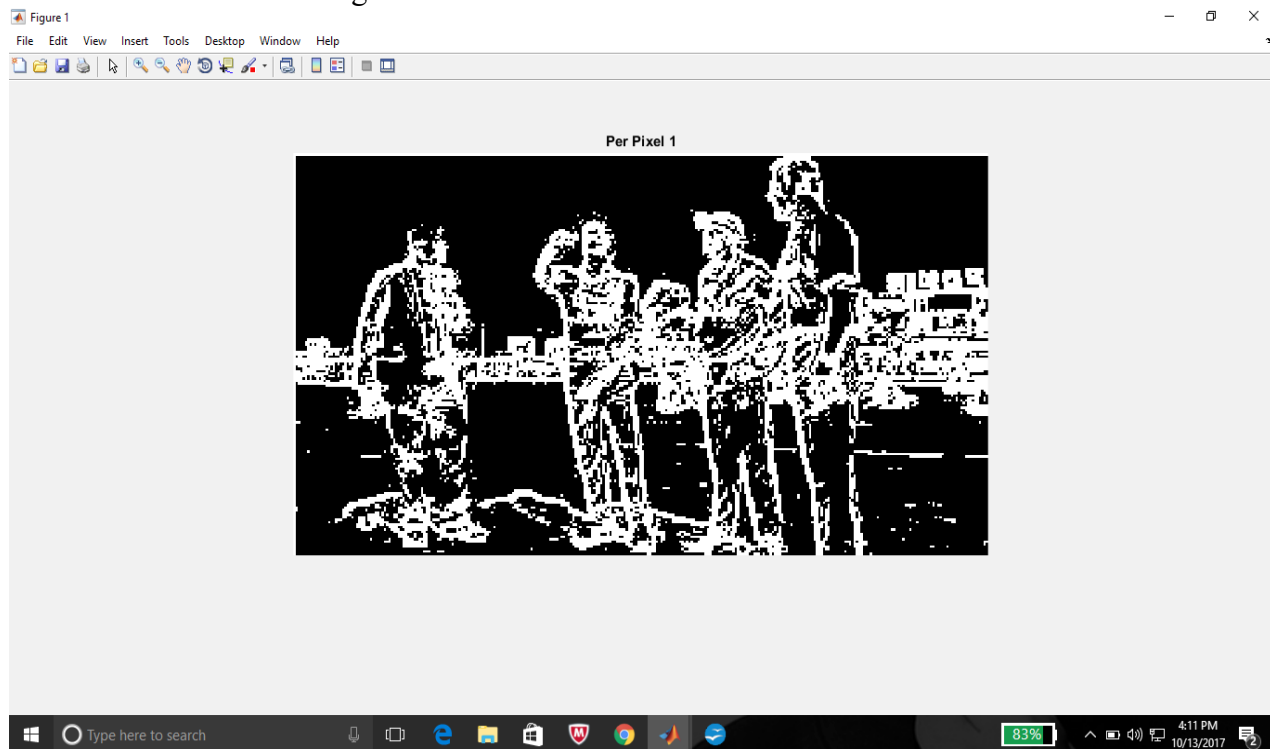 Figure 1
File Edit View Insert Tools Desktop Window Help
Per Pixel 1
Type here to search
83%
4:11 PM
10/13/2017
2